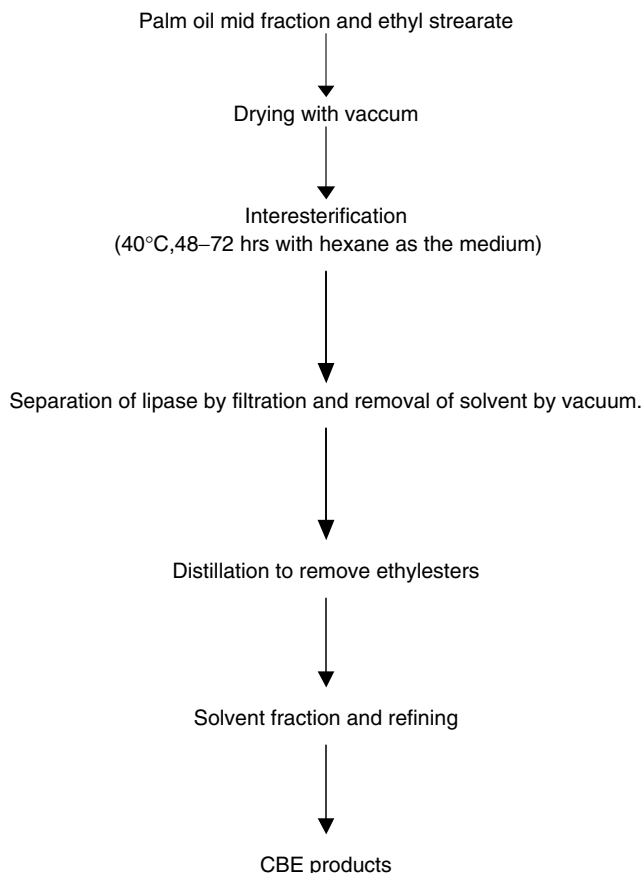 Palm oil mid fraction and ethyl strearate
Drying with vaccum
Interesterification
(40°C,48–72 hrs with hexane as the medium)
Separation of lipase by filtration and removal of solvent by vacuum.
Distillation to remove ethylesters
Solvent fraction and refining
CBE products